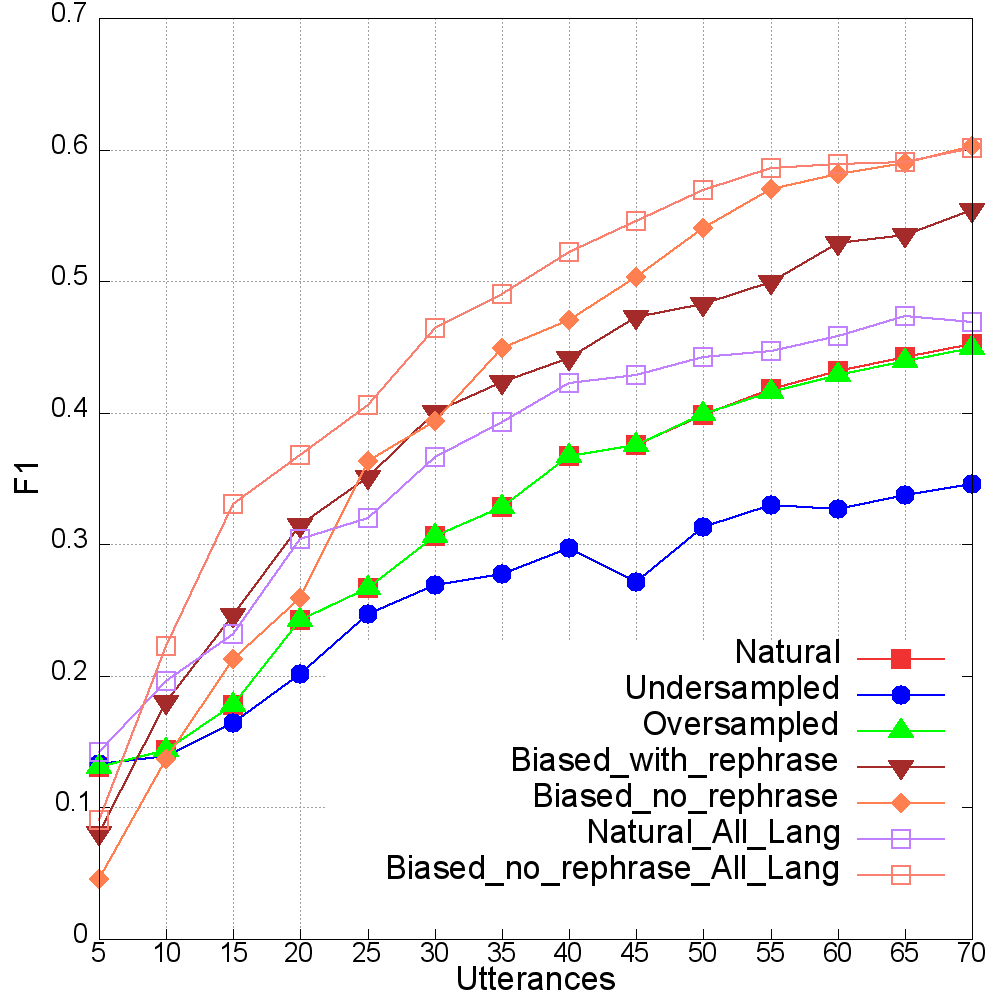 0.7
0.6
0.5
0.4
0.3
0.2
0.1
0
F1
Natural
Undersampled
Oversampled
Biased_with_rephrase
Biased_no_rephrase
Natural_All_Lang
Biased_no_rephrase_All_Lang
5 10 15 20 25 30 35 40 45 50 55 60 65 70
Utterances